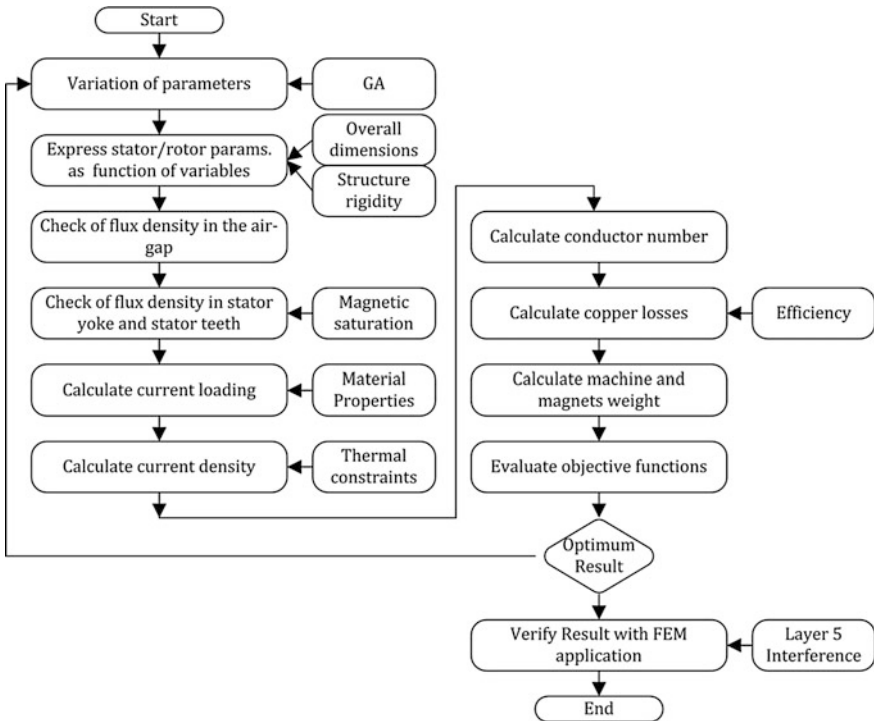 Start
Variation of parameters
GA
Express stator/rotor params.
as function of variables
Overall
dimensions
Structure
rigidity
Check of flux density in the air-
gap
Check of flux density in stator
yoke and stator teeth
Magnetic
saturation
Calculate current loading
Material
Properties
Calculate current density
Thermal
constraints
Calculate conductor number
Calculate copper losses
Efficiency
Calculate machine and
magnets weight
Evaluate objective functions
Optimum
Result
Verify Result with FEM
application
Layer 5
Interference
End